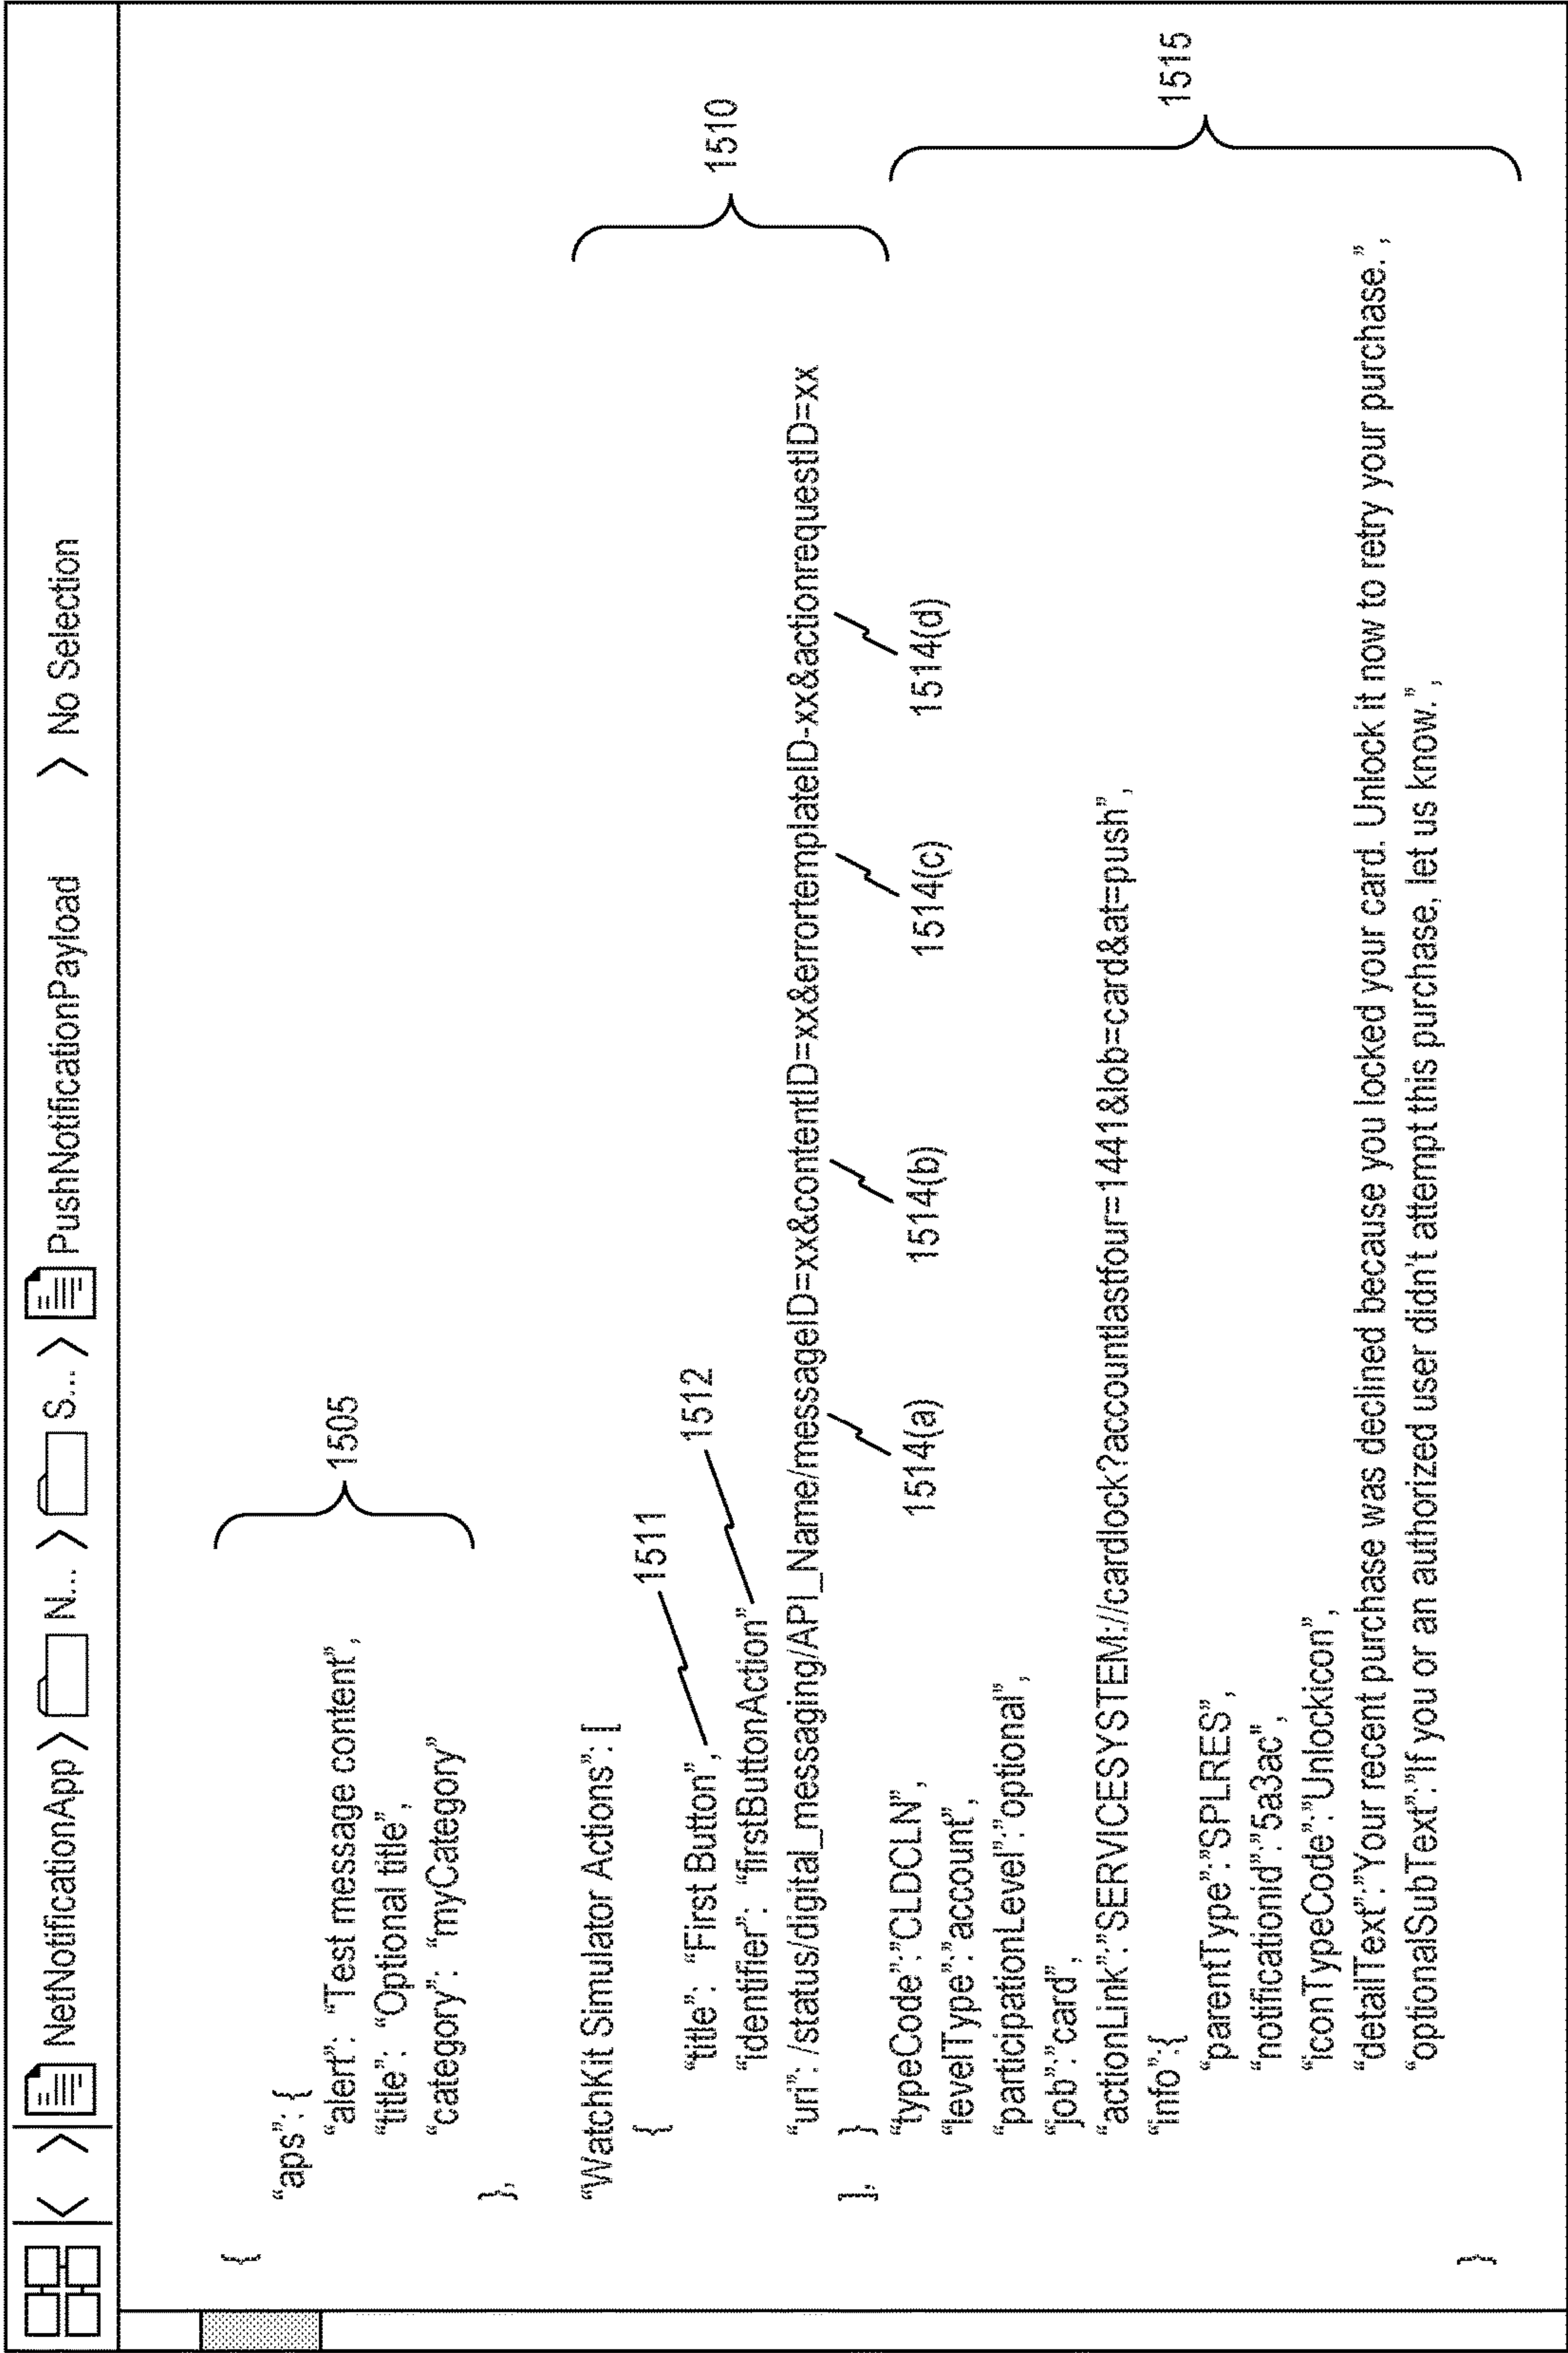 NetNotificationApp > N... > S... > PushNotificationPayload > No Selection
{
“aps”: {
“alert”: “Test message content”,
“title”: “Optional title”,
“category”: “myCategory”
},
1505
“WatchKit Simulator Actions”: [
{
“title”: “First Button”,
1511
“identifier”: “firstButtonAction”
1512
“uri”: /status/digital_messaging/API_Name/messageID=xx&contentID=xx&errortemplateID-xx&actionrequestID=xx
1514(a) 1514(b) 1514(c) 1514(d)
], }
1510
“typeCode”:”CLDCLN”,
“levelType”:”account”,
“participationLevel”:”optional”,
“job”:”card”,
“actionLink”:”SERVICESYSTEM://cardlock?accountlastfour=1441&lob=card&at=push”,
“info”:{
“parentType”:”SPLRES”,
“notificationid”:”5a3ac”,
“iconTypeCode”:”Unlockicon”,
“detailText”:”Your recent purchase was declined because you locked your card. Unlock it now to retry your purchase.”,
“optionalSubText”:”If you or an authorized user didn’t attempt this purchase, let us know.”,
}
1515